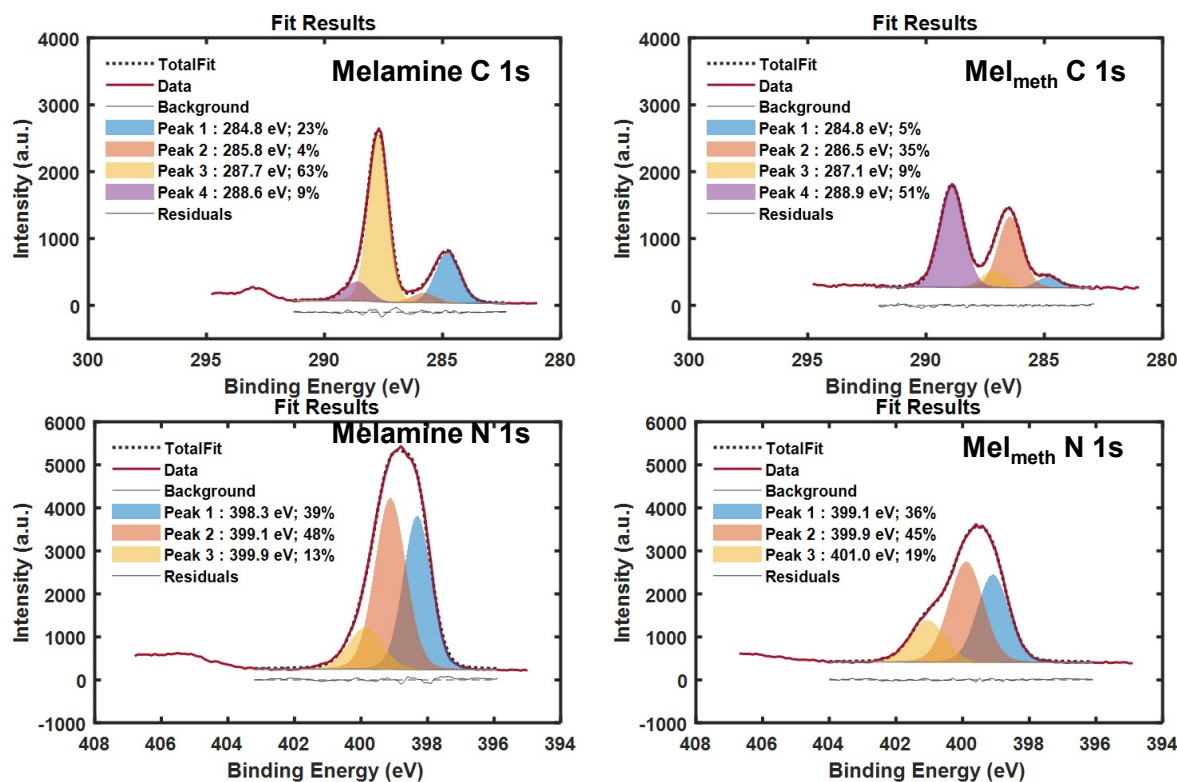 Fit Results
4000
3000
2000
1000
0
Intensity (a.u.)
TotalFit
Data
Background
Peak 1 : 284.8 eV; 23%
Peak 2 : 285.8 eV; 4%
Peak 3 : 287.7 eV; 63%
Peak 4 : 288.6 eV; 9%
Residuals
Melamine C 1s
300 295 290 285 280
Binding Energy (eV)
Fit Results
4000
3000
2000
1000
0
Intensity (a.u.)
TotalFit
Data
Background
Peak 1 : 284.8 eV; 5%
Peak 2 : 286.5 eV; 35%
Peak 3 : 287.1 eV; 9%
Peak 4 : 288.9 eV; 51%
Residuals
Melmeth C 1s
300 295 290 285 280
Binding Energy (eV)
Fit Results
6000
5000
4000
3000
2000
1000
0
-1000
Intensity (a.u.)
TotalFit
Data
Background
Peak 1 : 398.3 eV; 39%
Peak 2 : 399.1 eV; 48%
Peak 3 : 399.9 eV; 13%
Residuals
Melamine N 1s
408 406 404 402 400 398 396 394
Binding Energy (eV)
Fit Results
6000
5000
4000
3000
2000
1000
0
-1000
Intensity (a.u.)
TotalFit
Data
Background
Peak 1 : 399.1 eV; 36%
Peak 2 : 399.9 eV; 45%
Peak 3 : 401.0 eV; 19%
Residuals
Melmeth N 1s
408 406 404 402 400 398 396 394
Binding Energy (eV)